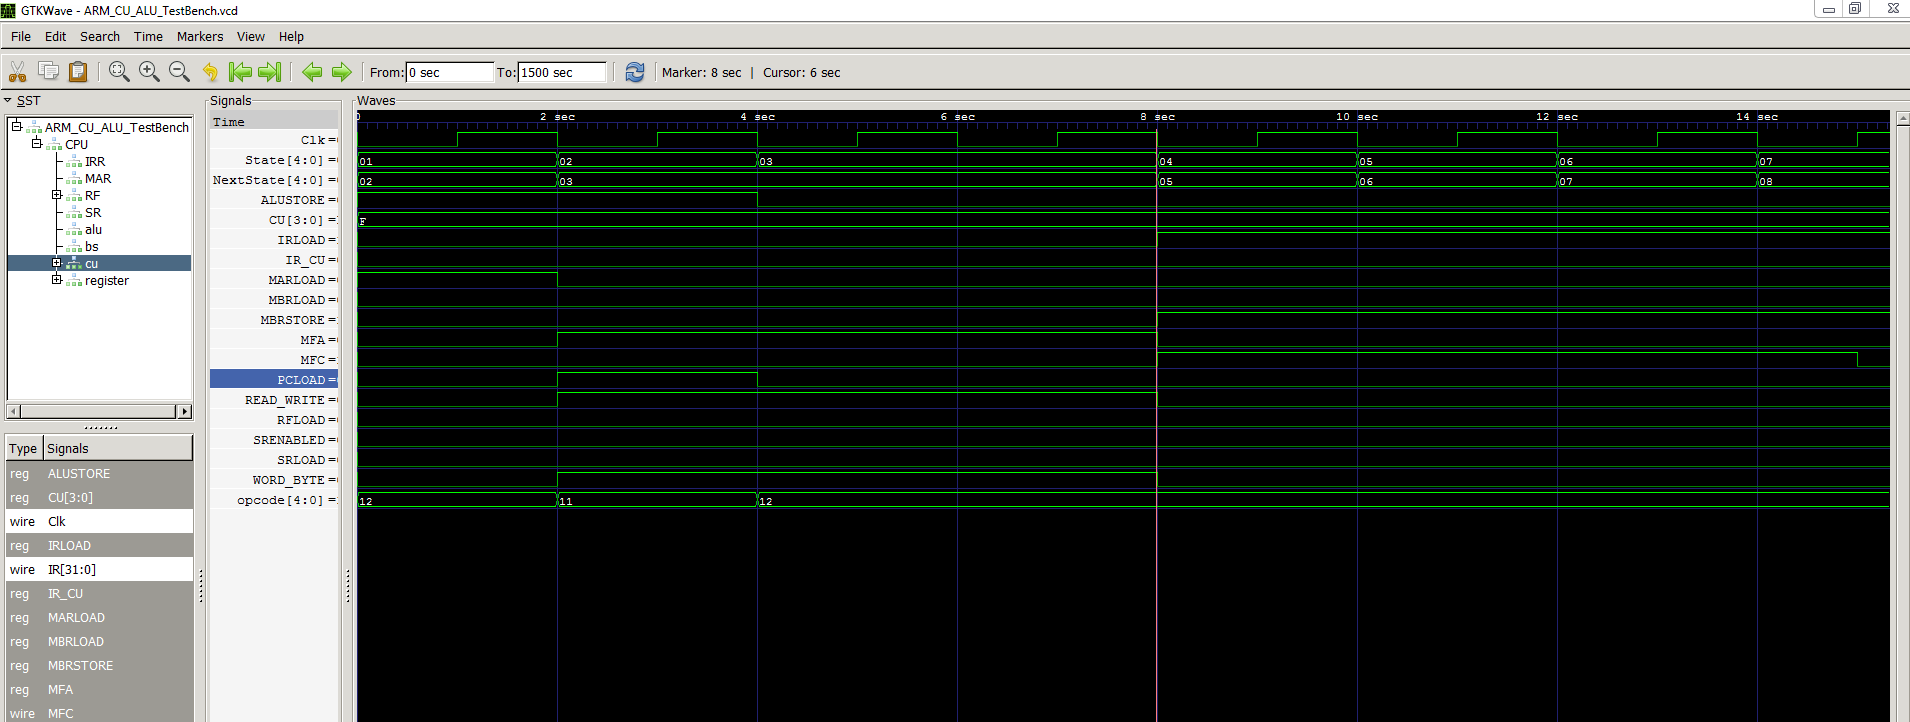 GTKWave - ARM_CU_ALU_TestBench.vcd
File Edit Search Time Markers View Help
From: 0 sec To: 1500 sec Marker: 8 sec | Cursor: 6 sec
SST
ARM_CU_ALU_TestBench
CPU
IRR
MAR
RF
SR
alu
bs
cu
register
Type Signals
reg ALUSTORE
reg CU[3:0]
wire Clk
reg IRLOAD
wire IR[31:0]
reg IR_CU
reg MARLOAD
reg MBRLOAD
reg MBRSTORE
reg MFA
wire MFC
Signals
Time
Clk =
State[4:0] =
NextState[4:0] =
ALUSTORE =
CU[3:0] =
IRLOAD =
IR_CU =
MARLOAD =
MBRLOAD =
MBRSTORE =
MFA =
MFC =
PCLOAD =
READ_WRITE =
RFLOAD =
SRENABLED =
SRLOAD =
WORD_BYTE =
opcode[4:0] =
Waves
0 2 sec 4 sec 6 sec 8 sec 10 sec 12 sec 14 sec
01 02 03 04 05 06 07
02 03 05 06 07 08
F
12 11 12